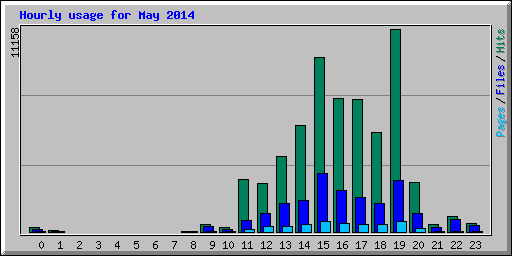 Hourly usage for May 2014
11158
Pages/Files/Hits
0 1 2 3 4 5 6 7 8 9 10 11 12 13 14 15 16 17 18 19 20 21 22 23